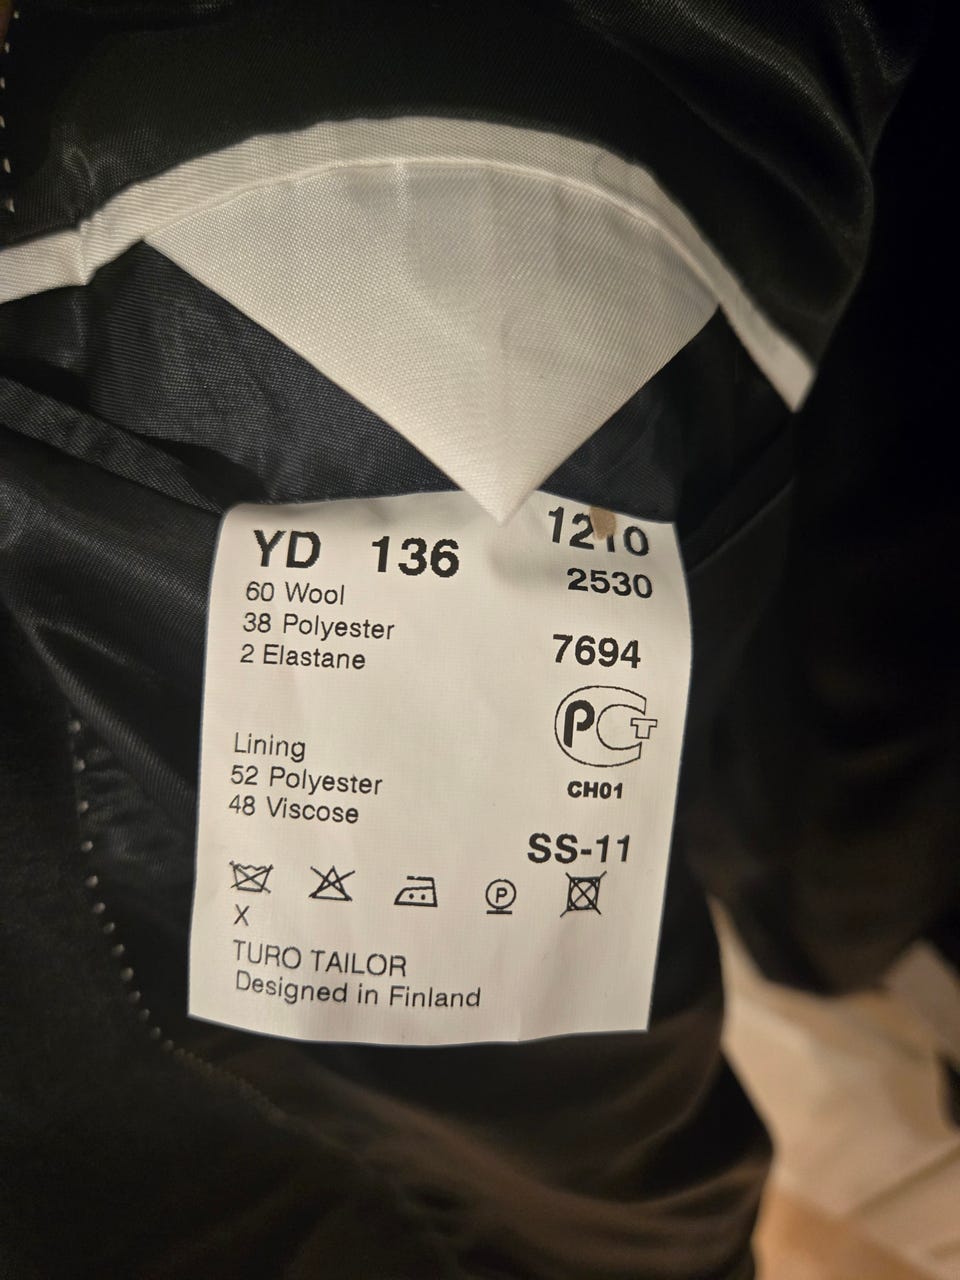 YD 136 1210
2530
60 Wool
38 Polyester
2 Elastane
7694
РСТ
CH01
Lining
52 Polyester
48 Viscose
SS-11
P
X
TURO TAILOR
Designed in Finland